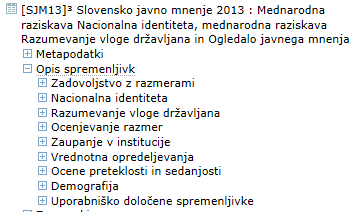 [SJM13]³ Slovensko javno mnenje 2013 : Mednarodna
raziskava Nacionalna identiteta, mednarodna raziskava
Razumevanje vloge državljana in Ogledalo javnega mnenja
Metapodatki
Opis spremenljivk
Zadovoljstvo z razmerami
Nacionalna identiteta
Razumevanje vloge državljana
Ocenjevanje razmer
Zaupanje v institucije
Vrednotna opredeljevanja
Ocene preteklosti in sedanjosti
Demografija
Uporabniško določene spremenljivke